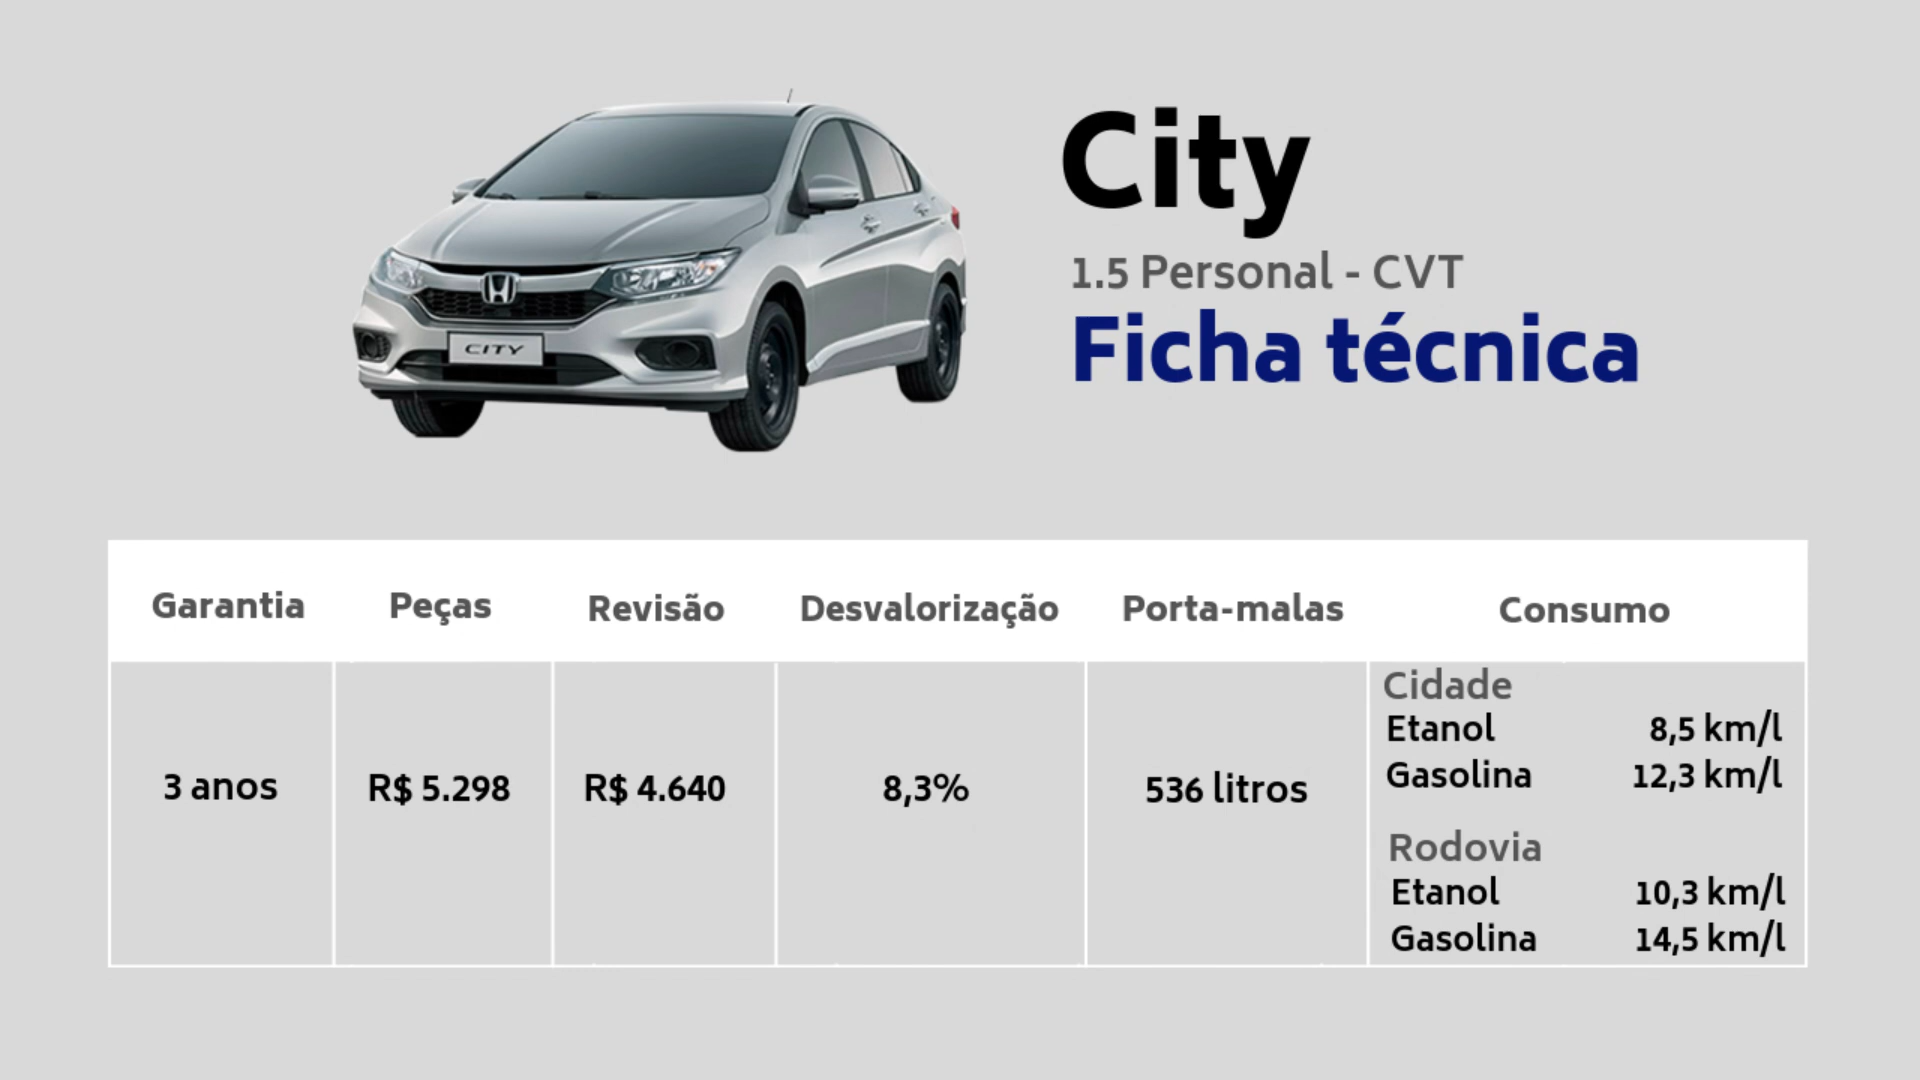 City
1.5 Personal - CVT
Ficha técnica
CITY
Garantia Peças Revisão Desvalorização Porta-malas Consumo
3 anos R$ 5.298 R$ 4.640 8,3% 536 litros
Cidade
Etanol 8,5 km/l
Gasolina 12,3 km/l
Rodovia
Etanol 10,3 km/l
Gasolina 14,5 km/l